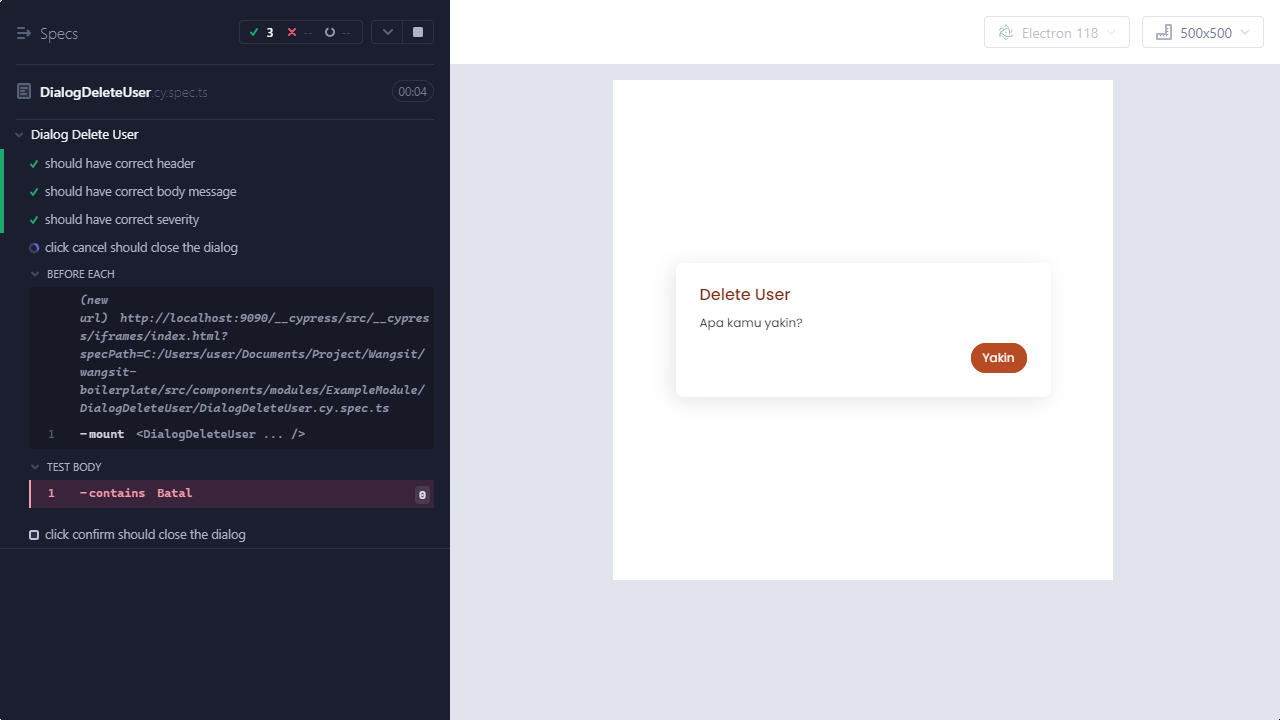 Specs
3
--
--
DialogDeleteUser.cy.spec.ts
00:04
Dialog Delete User
should have correct header
should have correct body message
should have correct severity
click cancel should close the dialog
BEFORE EACH
(new
url) http://localhost:9090/__cypress/src/__cypres
s/iframes/index.html?
specPath=C:/Users/user/Documents/Project/Wangsit/
wangsit-
boilerplate/src/components/modules/ExampleModule/
DialogDeleteUser/DialogDeleteUser.cy.spec.ts
1 -mount <DialogDeleteUser ... />
TEST BODY
1 -contains Batal 0
click confirm should close the dialog
Electron 118
500x500
Delete User
Apa kamu yakin?
Yakin